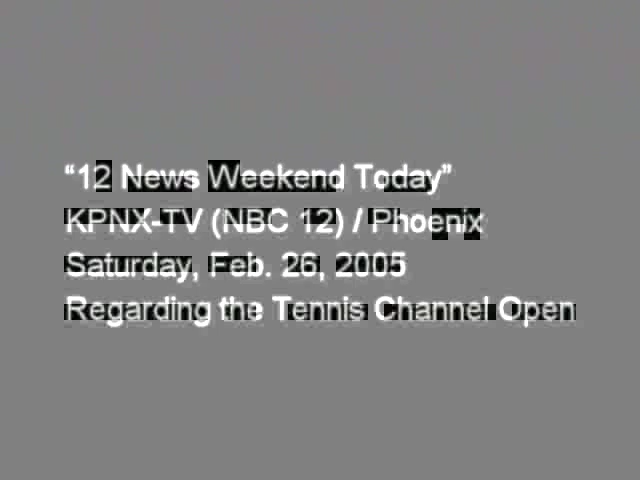 “12 News Weekend Today”
KPNX-TV (NBC 12) / Phoenix
Saturday, Feb. 26, 2005
Regarding the Tennis Channel Open